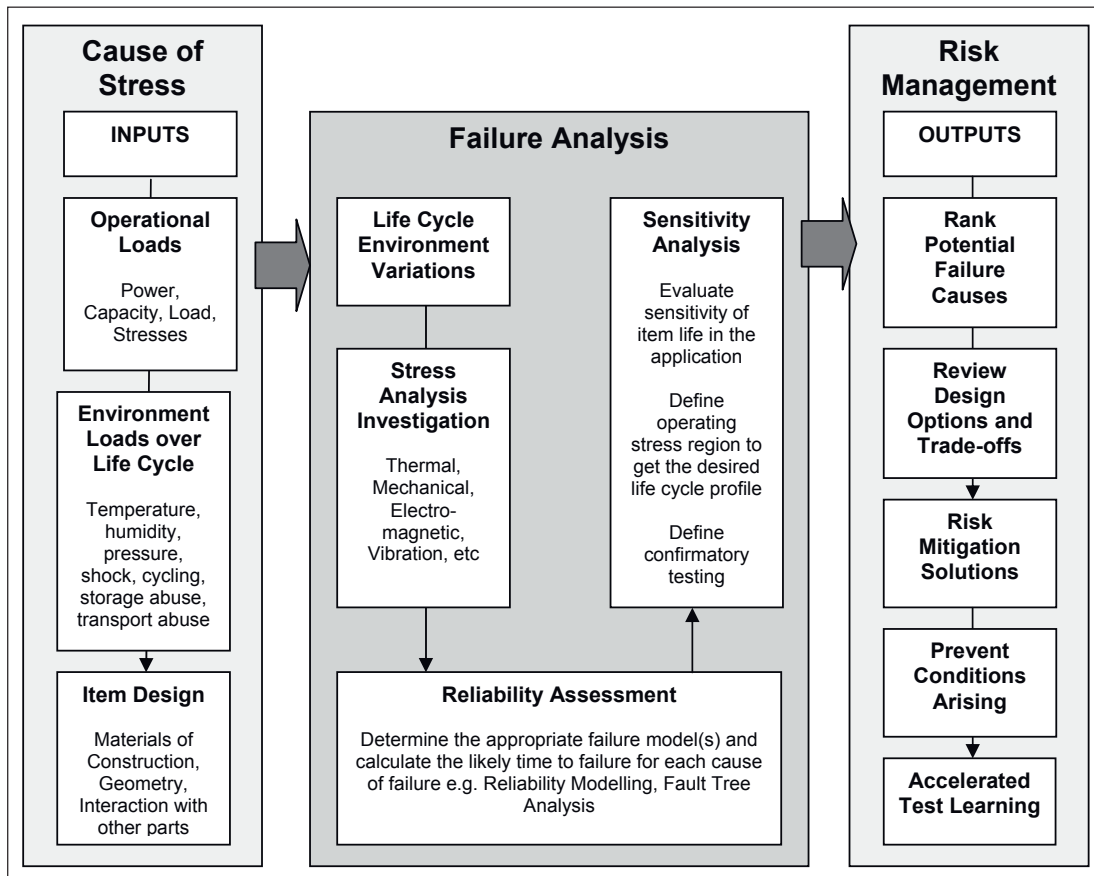 Cause of
Stress
INPUTS
Operational
Loads
Power,
Capacity, Load,
Stresses
Environment
Loads over
Life Cycle
Temperature,
humidity,
pressure,
shock, cycling,
storage abuse,
transport abuse
Item Design
Materials of
Construction,
Geometry,
Interaction with
other parts
Failure Analysis
Life Cycle
Environment
Variations
Stress
Analysis
Investigation
Thermal,
Mechanical,
Electro-
magnetic,
Vibration, etc
Reliability Assessment
Determine the appropriate failure model(s) and
calculate the likely time to failure for each cause
of failure e.g. Reliability Modelling, Fault Tree
Analysis
Sensitivity
Analysis
Evaluate
sensitivity of
item life in the
application
Define
operating
stress region to
get the desired
life cycle profile
Define
confirmatory
testing
Risk
Management
OUTPUTS
Rank
Potential
Failure
Causes
Review
Design
Options and
Trade-offs
Risk
Mitigation
Solutions
Prevent
Conditions
Arising
Accelerated
Test Learning